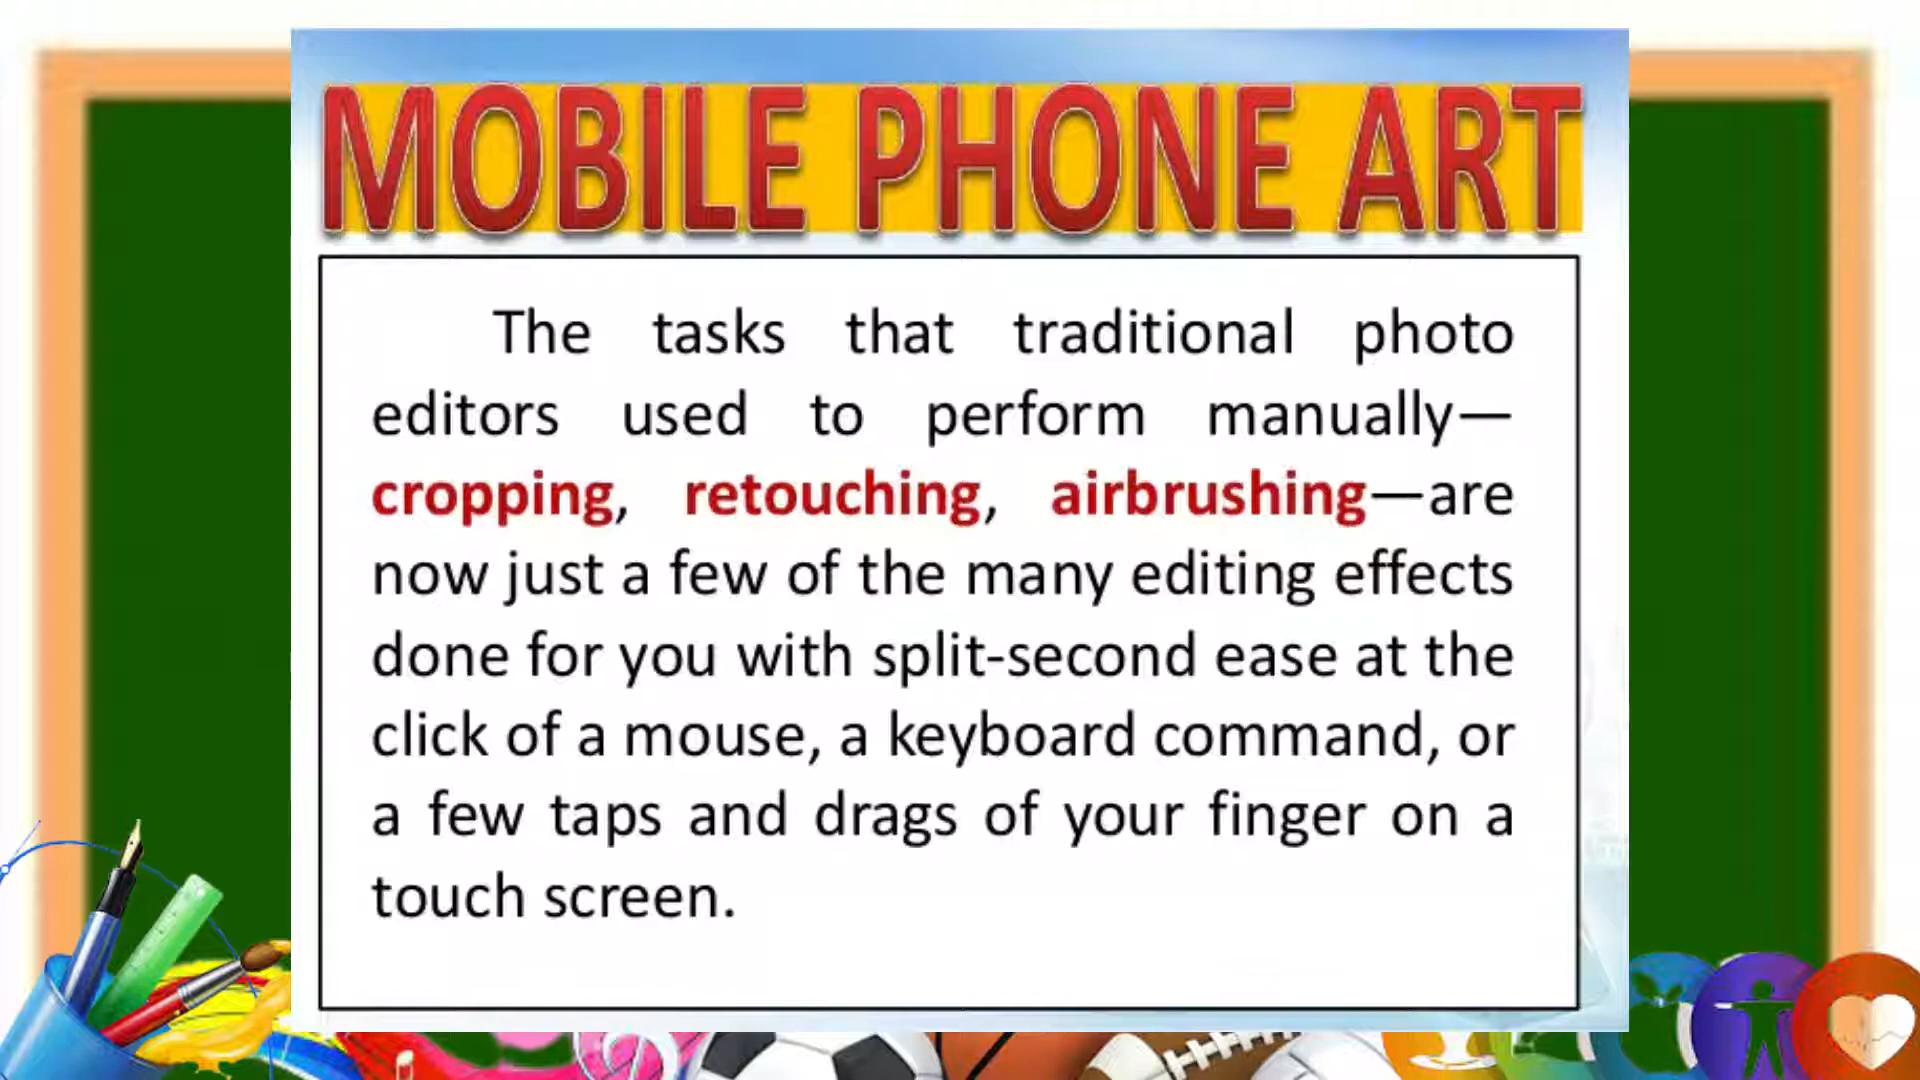 MOBILE PHONE ART
The tasks that traditional photo
editors used to perform manually—
cropping, retouching, airbrushing—are
now just a few of the many editing effects
done for you with split-second ease at the
click of a mouse, a keyboard command, or
a few taps and drags of your finger on a
touch screen.